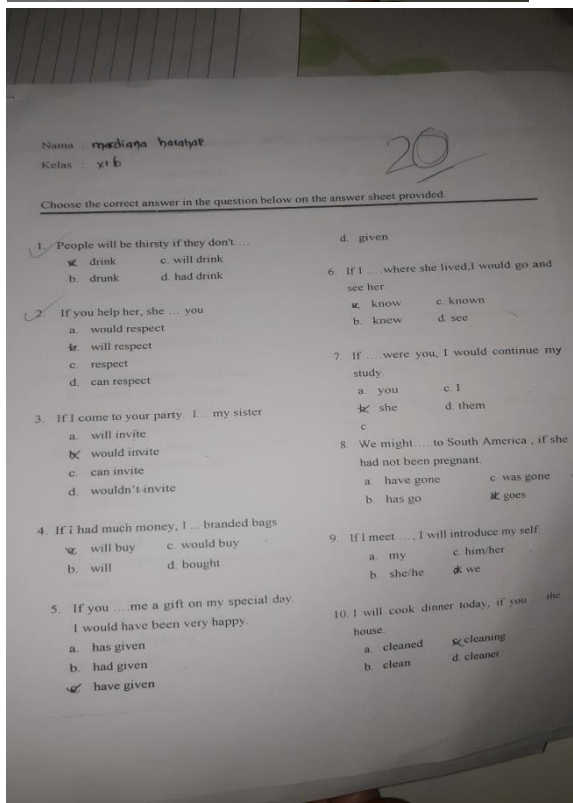 Nama : mardiana harahap
Kelas : XI b
20
Choose the correct answer in the question below on the answer sheet provided.
1. People will be thirsty if they don't....
a. drink c. will drink
b. drunk d. had drink
2. If you help her, she ... you
a. would respect
b. will respect
c. respect
d. can respect
3. If I come to your party. I... my sister
a. will invite
b. would invite
c. can invite
d. wouldn't invite
4. If i had much money, I ... branded bags
a. will buy c. would buy
b. will d. bought
5. If you ....me a gift on my special day
I would have been very happy.
a. has given
b. had given
c. have given
d. given
6. If I ....where she lived,I would go and
see her.
a. know c. known
b. knew d. see
7. If ....were you, I would continue my
study.
a. you c. I
b. she d. them
c.
8. We might.....to South America , if she
had not been pregnant.
a. have gone c. was gone
b. has go d. goes
9. If I meet ..., I will introduce my self.
a. my c. him/her
b. she/he d. we
10. I will cook dinner today, if you ... the
house.
a. cleaned c. cleaning
b. clean d. cleaner